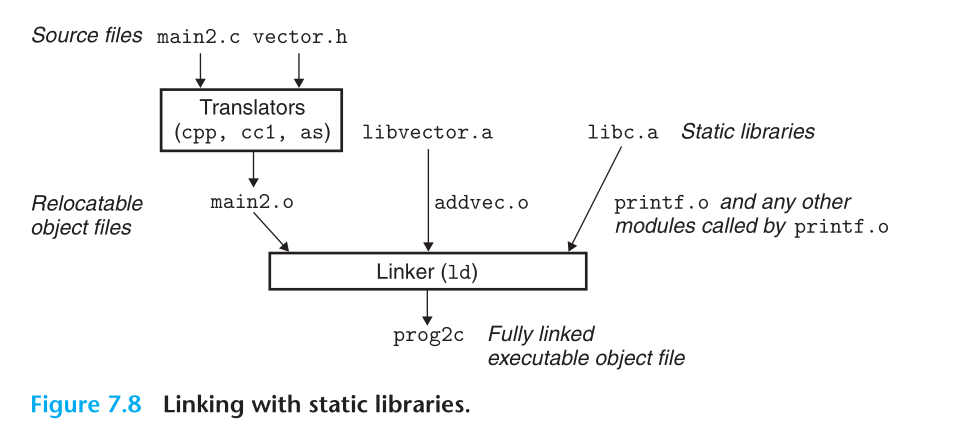 Source files main2.c vector.h
Translators
(cpp, cc1, as)
libvector.a
libc.a Static libraries
Relocatable
object files
main2.o
addvec.o
printf.o and any other
modules called by printf.o
Linker (ld)
prog2c
Fully linked
executable object file
Figure 7.8 Linking with static libraries.